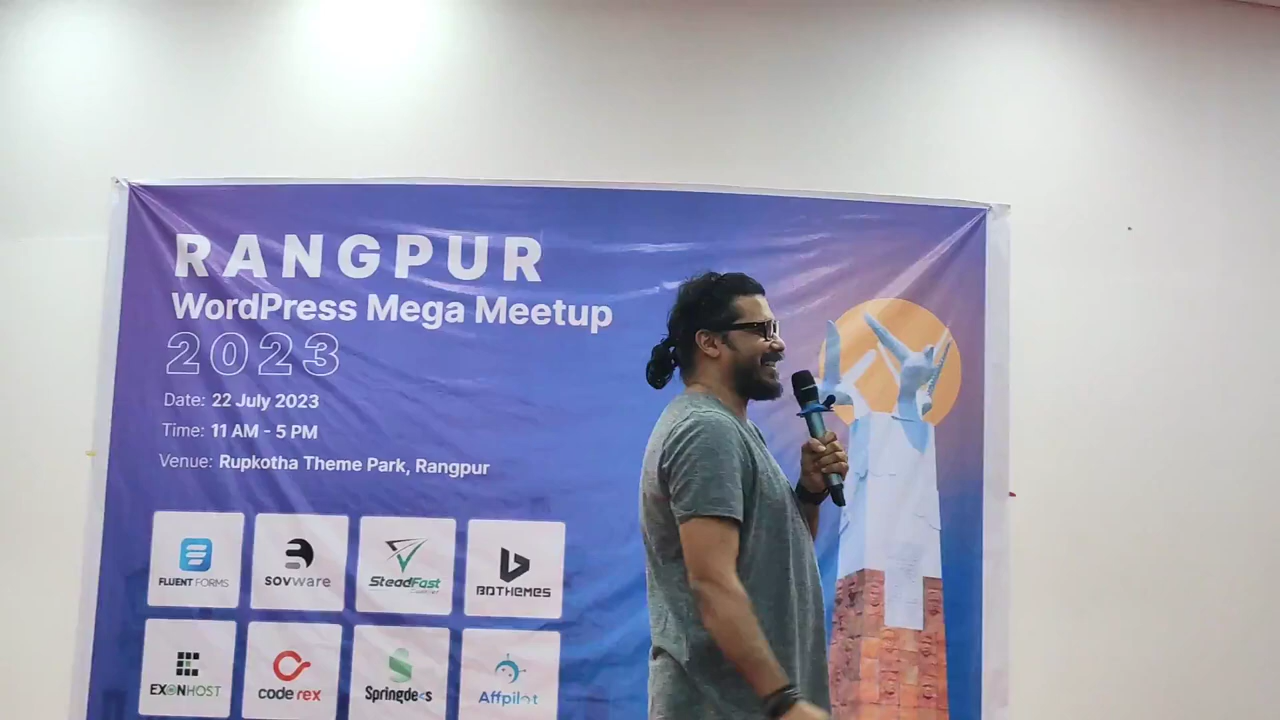 RANGPUR
WordPress Mega Meetup
2023
Date: 22 July 2023
Time: 11 AM - 5 PM
Venue: Rupkotha Theme Park, Rangpur
FLUENT FORMS
sovware
SteadFast
Courier
BDTHEMES
EXONHOST
code rex
Springdevs
Affpilot